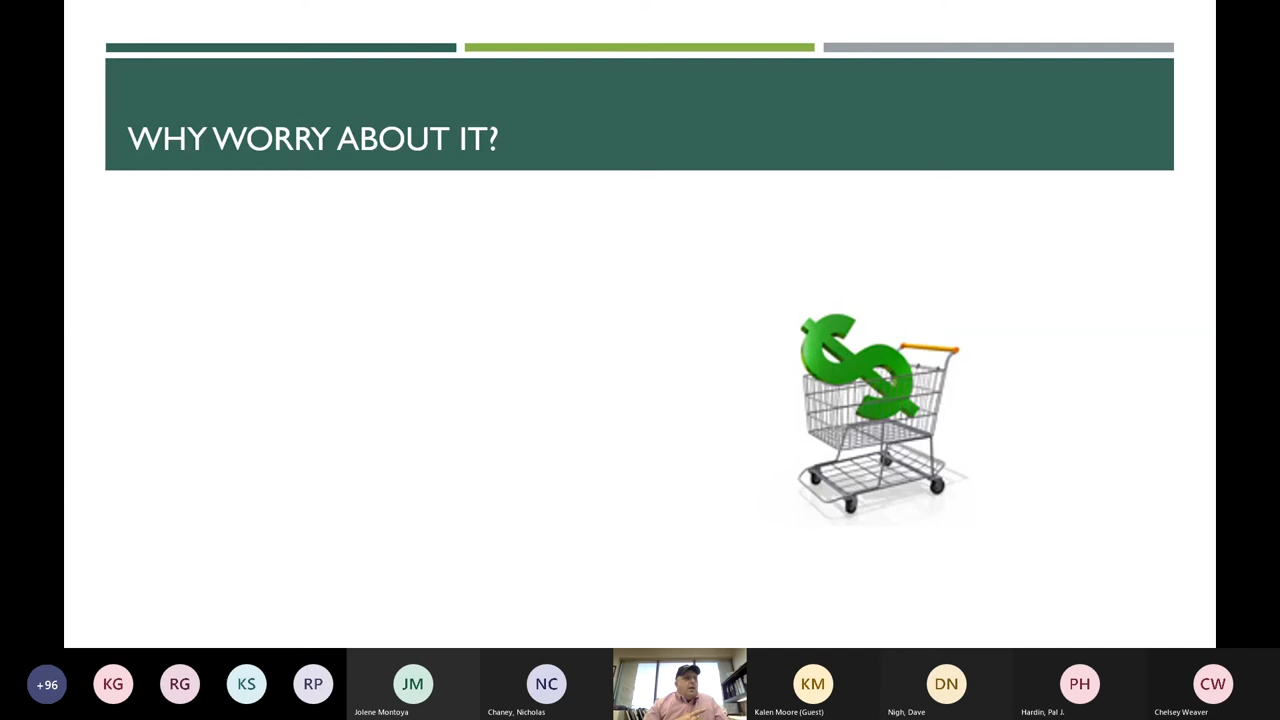 WHY WORRY ABOUT IT?
+96
KG
RG
KS
RP
JM
Jolene Montoya
NC
Chaney, Nicholas
KM
Kalen Moore (Guest)
DN
Nigh, Dave
PH
Hardin, Pal J.
CW
Chelsey Weaver